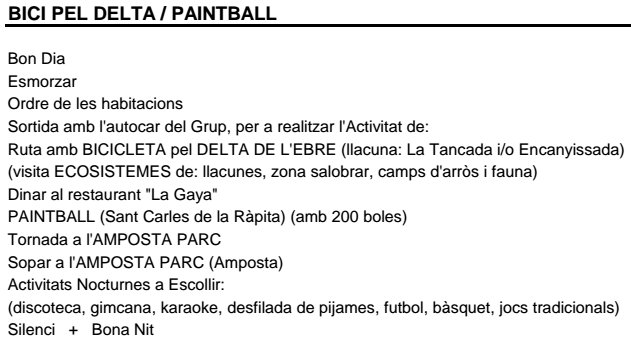 BICI PEL DELTA / PAINTBALL
Bon Dia
Esmorzar
Ordre de les habitacions
Sortida amb l'autocar del Grup, per a realitzar l'Activitat de:
Ruta amb BICICLETA pel DELTA DE L'EBRE (llacuna: La Tancada i/o Encanyissada)
(visita ECOSISTEMES de: llacunes, zona salobrar, camps d'arròs i fauna)
Dinar al restaurant "La Gaya"
PAINTBALL (Sant Carles de la Ràpita) (amb 200 boles)
Tornada a l'AMPOSTA PARC
Sopar a l'AMPOSTA PARC (Amposta)
Activitats Nocturnes a Escollir:
(discoteca, gimcana, karaoke, desfilada de pijames, futbol, bàsquet, jocs tradicionals)
Silenci + Bona Nit